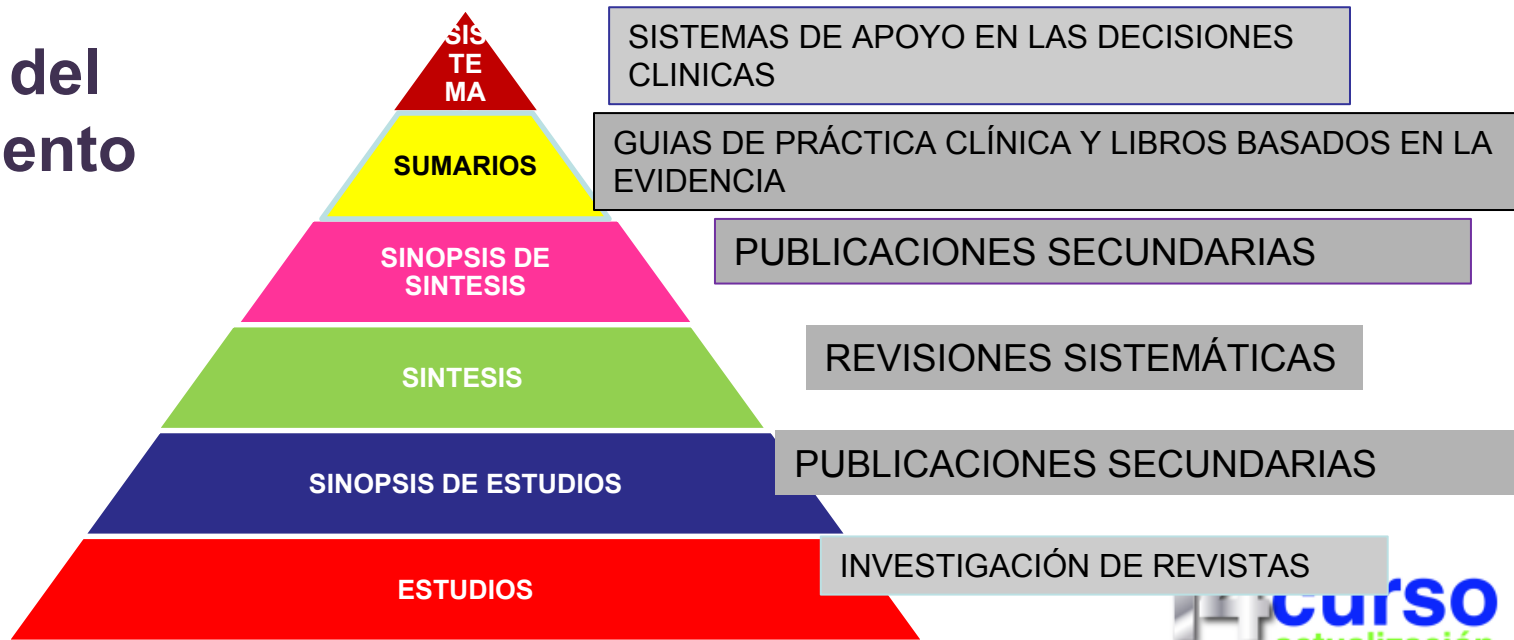 del
ento
SIS
TE
MA
SISTEMAS DE APOYO EN LAS DECISIONES
CLINICAS
SUMARIOS
GUIAS DE PRÁCTICA CLÍNICA Y LIBROS BASADOS EN LA
EVIDENCIA
SINOPSIS DE
SINTESIS
PUBLICACIONES SECUNDARIAS
SINTESIS
REVISIONES SISTEMÁTICAS
SINOPSIS DE ESTUDIOS
PUBLICACIONES SECUNDARIAS
ESTUDIOS
INVESTIGACIÓN DE REVISTAS
curso
actualización